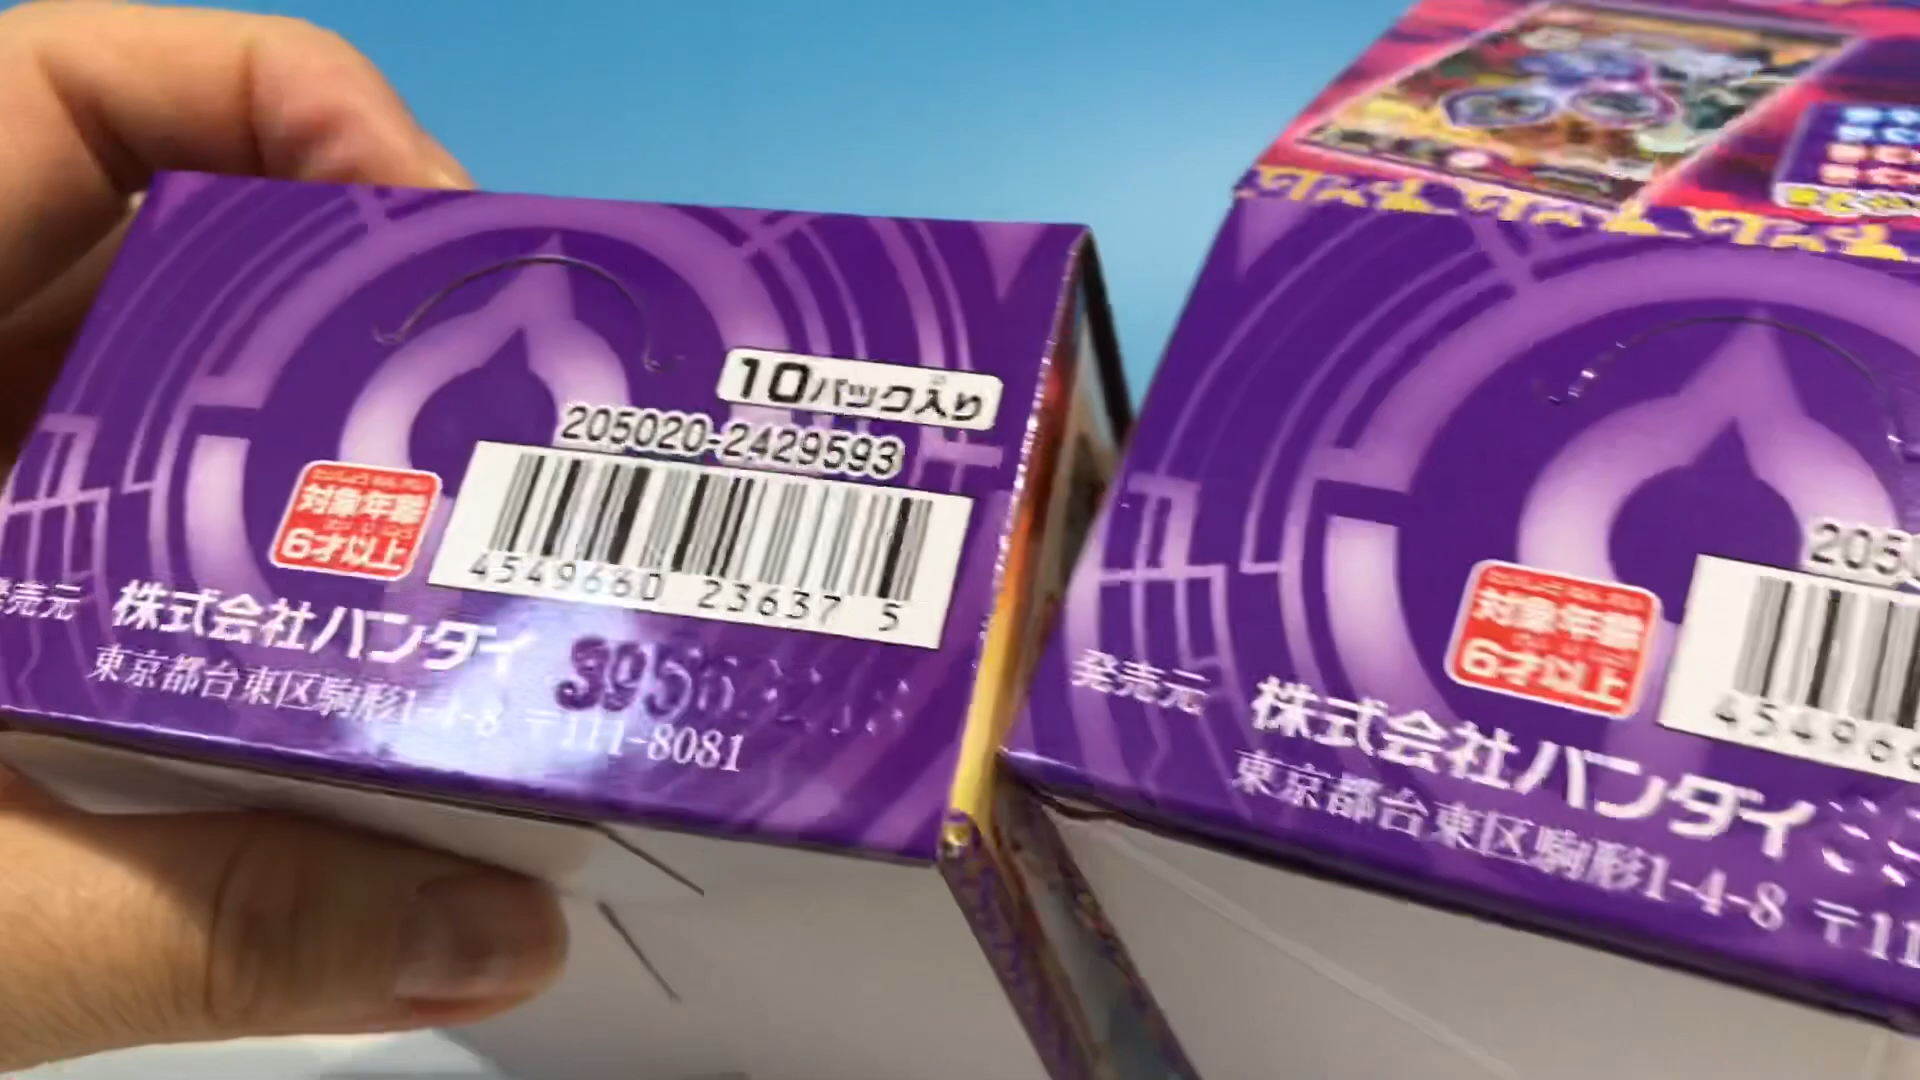 10パック入り
205020-2429593
対象年齢
6才以上
4549660 23637 5
発売元
株式会社バンダイ
東京都台東区駒形1-4-8 〒111-8081
対象年齢
6才以上
発売元
株式会社バンダイ
東京都台東区駒形1-4-8 〒11